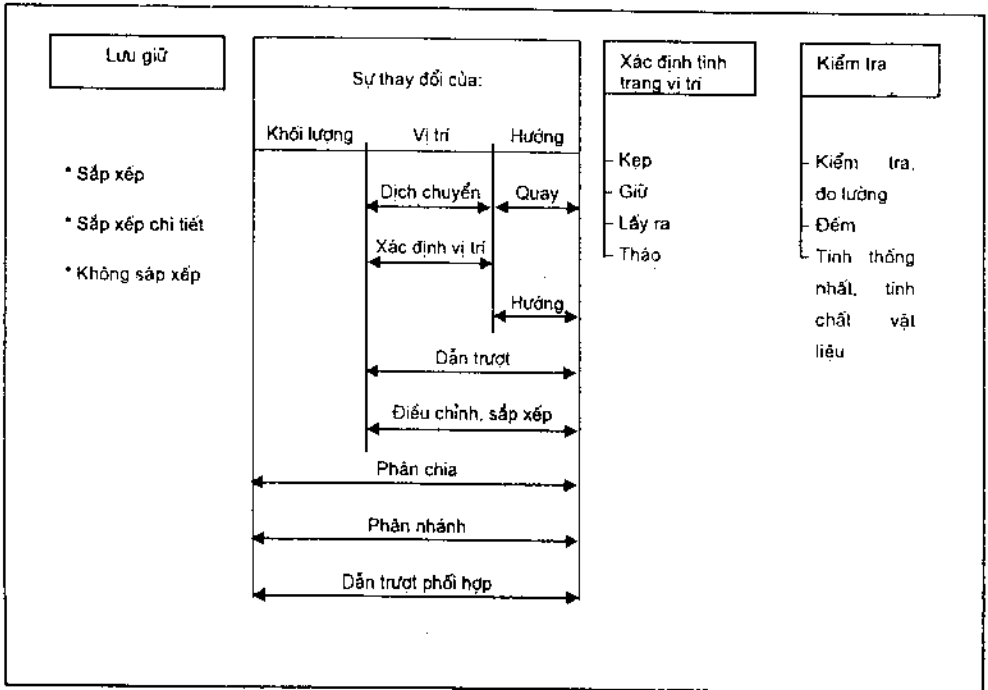 Lưu giữ
* Sắp xếp
* Sắp xếp chi tiết
* Không sáp xếp
Sự thay đổi của:
Khối lượng Vị trí Hướng
Dịch chuyển Quay
Xác định vị trí
Hướng
Dẫn trượt
Điều chỉnh, sắp xếp
Phân chia
Phân nhánh
Dẫn trượt phối hợp
Xác định tình
trạng vị trí
- Kẹp
- Giữ
- Lấy ra
- Tháo
Kiểm tra
- Kiểm tra,
đo lường
- Đếm
- Tính thống
nhất, tính
chất vật
liệu